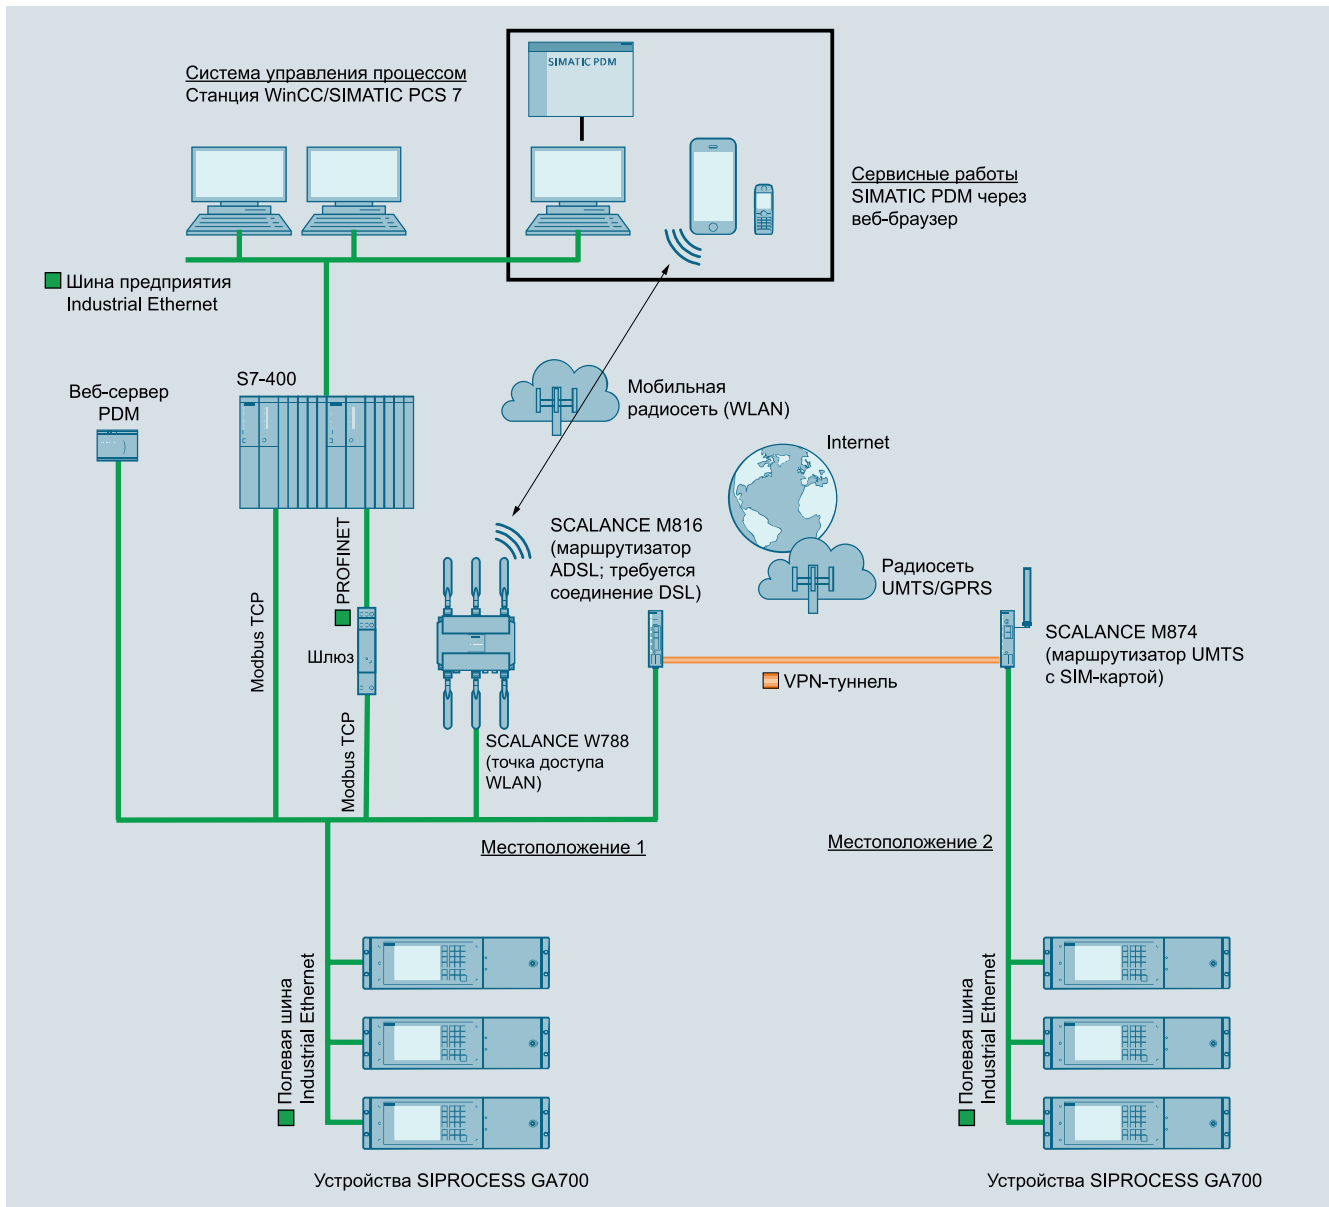 SIMATIC PDM
Система управления процессом
Станция WinCC/SIMATIC PCS 7
Сервисные работы
SIMATIC PDM через
веб-браузер
Шина предприятия
Industrial Ethernet
S7-400
Веб-сервер
PDM
Мобильная
радиосеть (WLAN)
Internet
SCALANCE M816
(маршрутизатор
ADSL; требуется
соединение DSL)
Радиосеть
UMTS/GPRS
PROFINET
Modbus TCP
Шлюз
Modbus TCP
SCALANCE M874
(маршрутизатор UMTS
с SIM-картой)
VPN-туннель
SCALANCE W788
(точка доступа
WLAN)
Местоположение 1
Местоположение 2
Полевая шина
Industrial Ethernet
Полевая шина
Industrial Ethernet
Устройства SIPROCESS GA700
Устройства SIPROCESS GA700